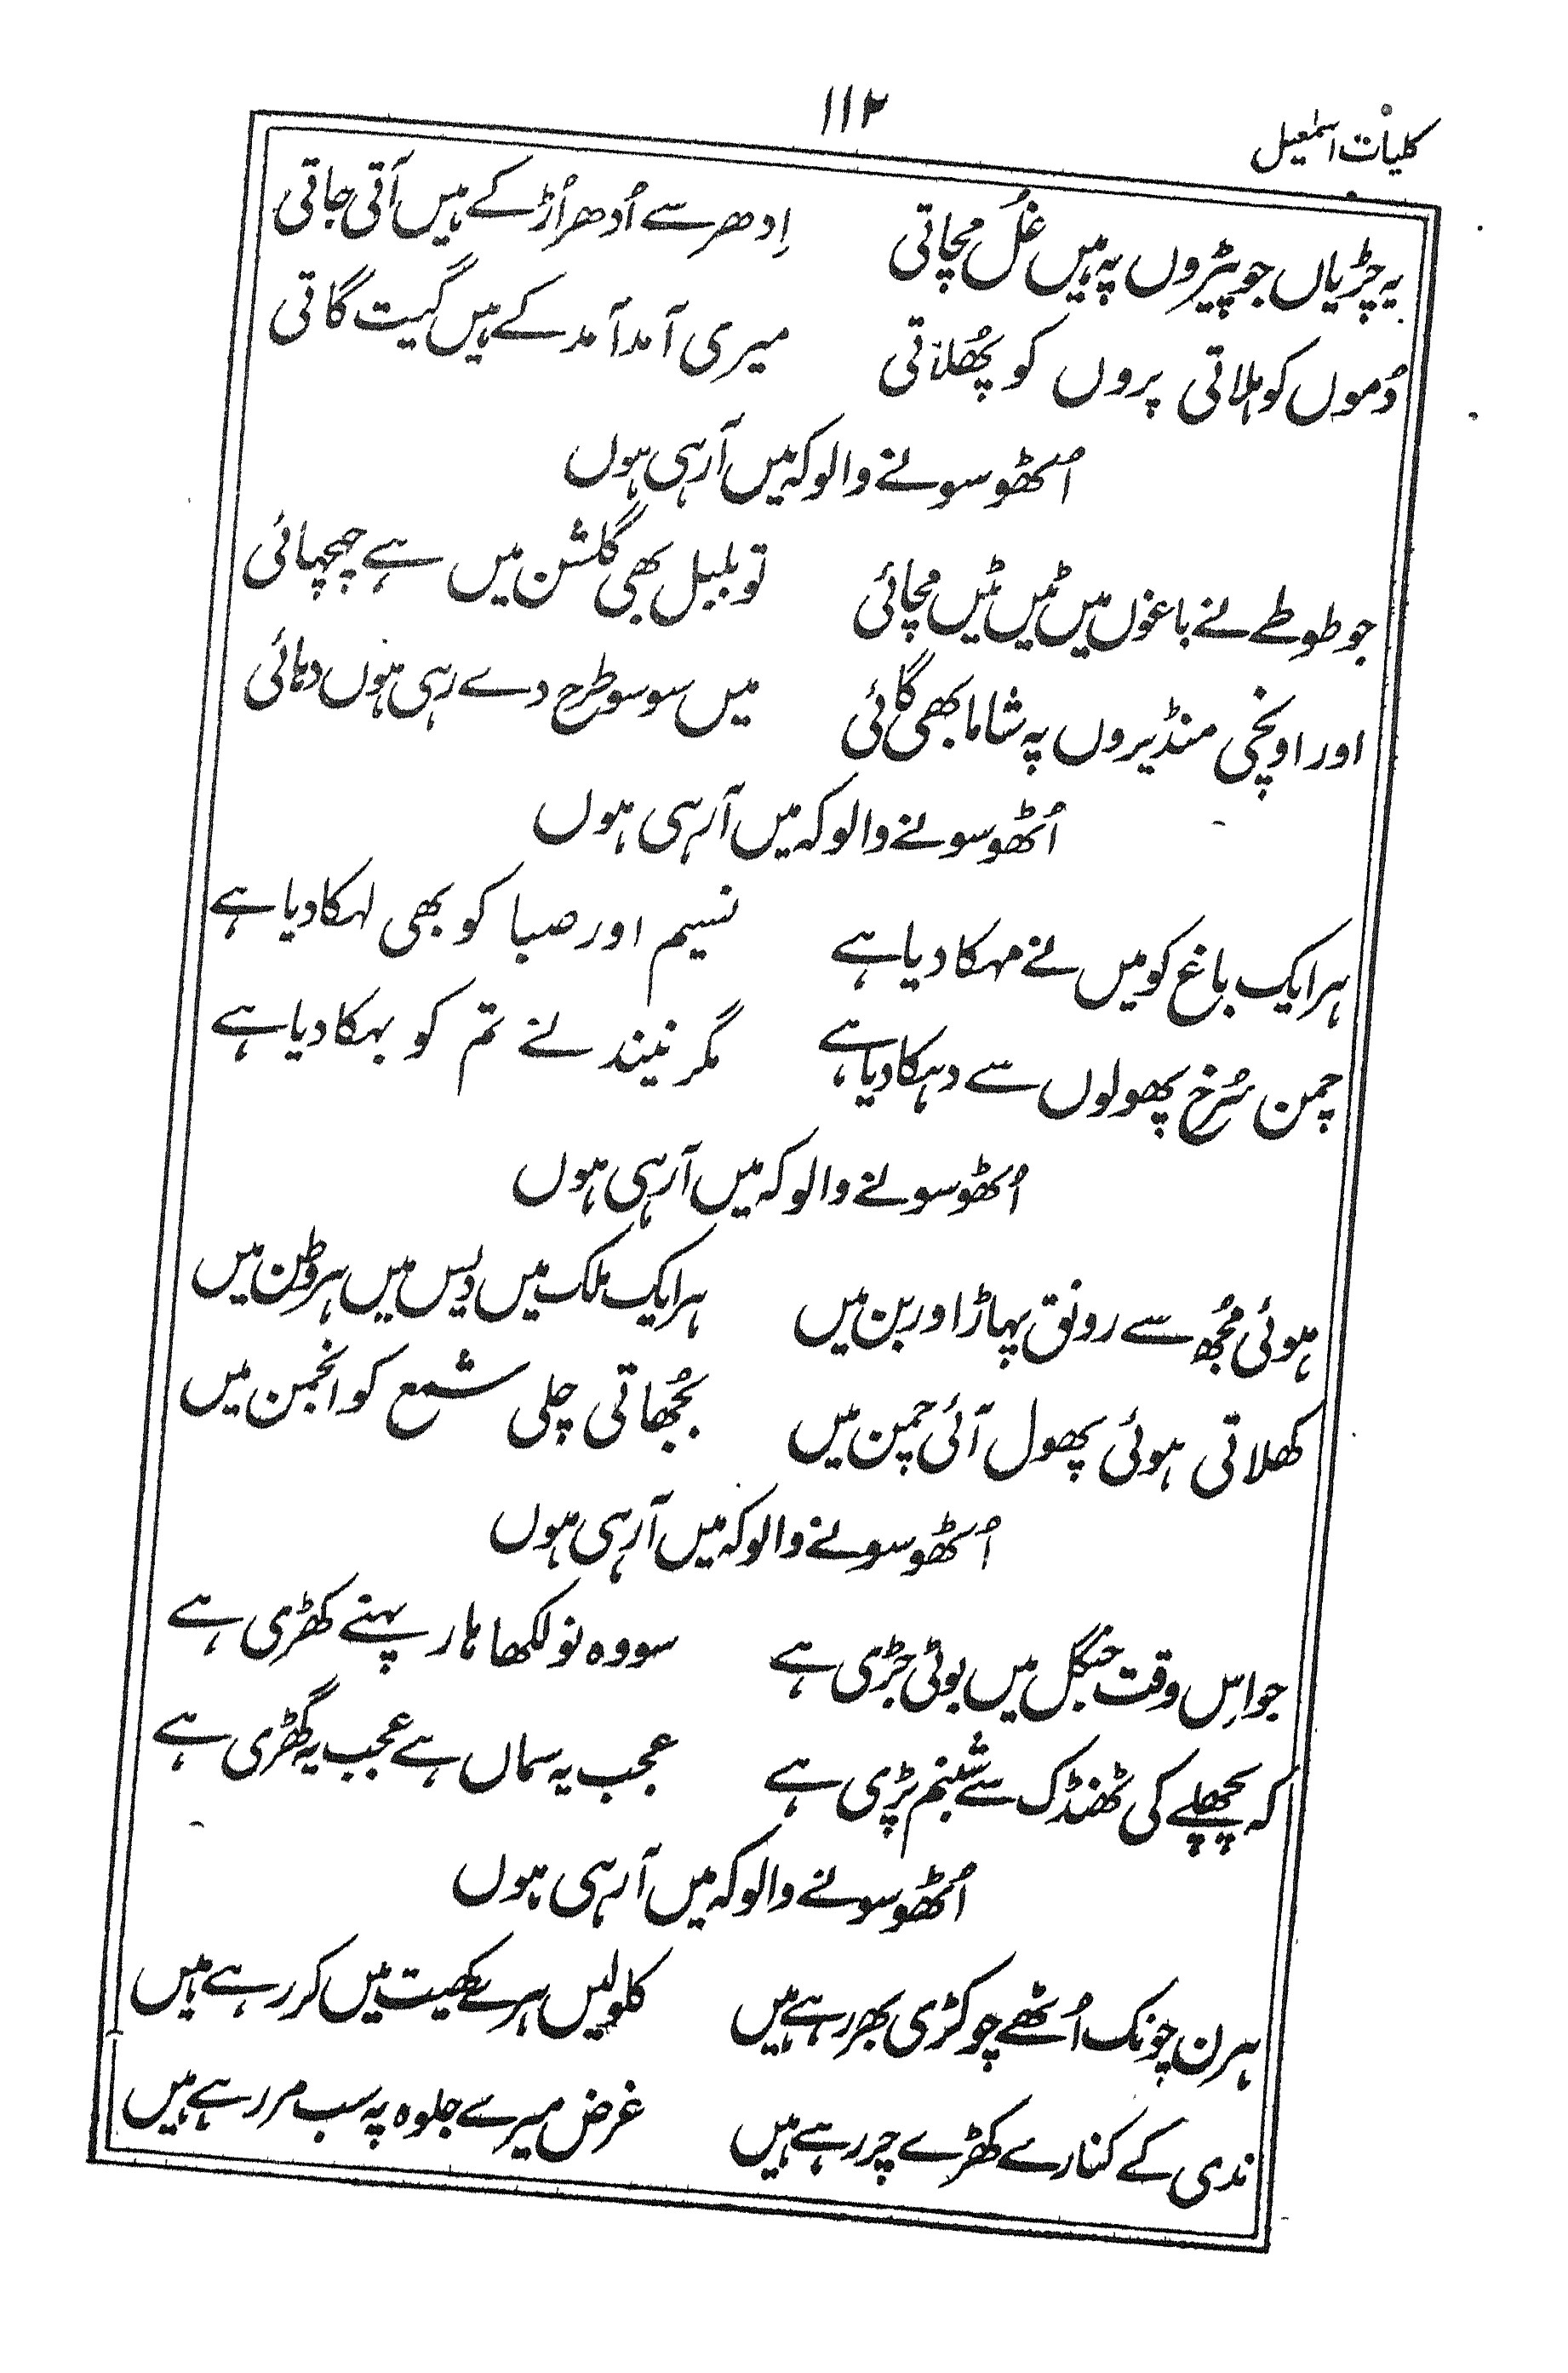 کلیات اسمٰعیل
۱۱۲
یہ چڑیاں جو پیڑوں پہ ہیں غُل مچاتی اِدھر سے اُدھر اُڑ کے ہیں آتی جاتی
دُموں کو ہلاتی پروں کو پھُلاتی میری آمد آمد کے ہیں گیت گاتی
اُٹھو سونے والو کہ میں آرہی ہوں
جو طوطے نے باغوں میں ٹیں ٹیں مچائی تو بلبل بھی گلشن میں ہے چہچہائی
اور اونچی منڈیروں پہ شاما بھی گائی میں سو سو طرح دے رہی ہوں دہائی
اُٹھو سونے والو کہ میں آرہی ہوں
ہر ایک باغ کو میں نے مہکا دیا ہے نسیم اور صبا کو بھی لہکا دیا ہے
چمن سُرخ پھولوں سے دہکا دیا ہے مگر نیند نے تم کو بہکا دیا ہے
اُٹھو سونے والو کہ میں آرہی ہوں
ہوئی مُجھ سے رونق پہاڑ اور بن میں ہر ایک ملک میں دیس میں ہر وطن میں
کھلاتی ہوئی پھول آئی چمن میں بُجھاتی چلی شمع کو انجمن میں
اُٹھو سونے والو کہ میں آرہی ہوں
جو اِس وقت جنگل میں بوٹی جڑی ہے سو وہ نو لکھا ہار پہنے کھڑی ہے
کہ پچھلے کی ٹھنڈک سے شبنم پڑی ہے عجب یہ سماں ہے عجب یہ گھڑی ہے
اُٹھو سونے والو کہ میں آرہی ہوں
ہرن چونک اُٹھے چوکڑی بھر رہے ہیں کلولیں ہرے کھیت میں کر رہے ہیں
ندی کے کنارے کھڑے چر رہے ہیں غرض میرے جلوہ پہ سب مر رہے ہیں